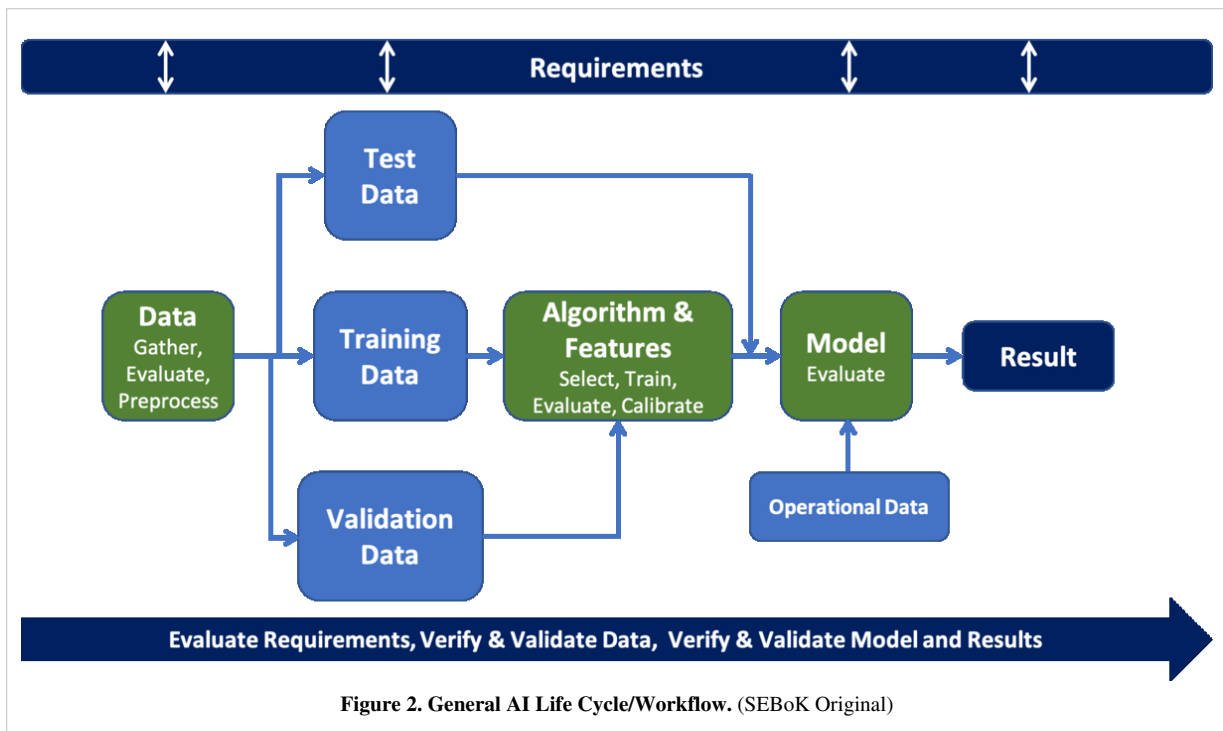 Requirements
Test
Data
Data
Gather,
Evaluate,
Preprocess
Training
Data
Algorithm &
Features
Select, Train,
Evaluate, Calibrate
Model
Evaluate
Result
Validation
Data
Operational Data
Evaluate Requirements, Verify & Validate Data, Verify & Validate Model and Results
Figure 2. General AI Life Cycle/Workflow. (SEBoK Original)